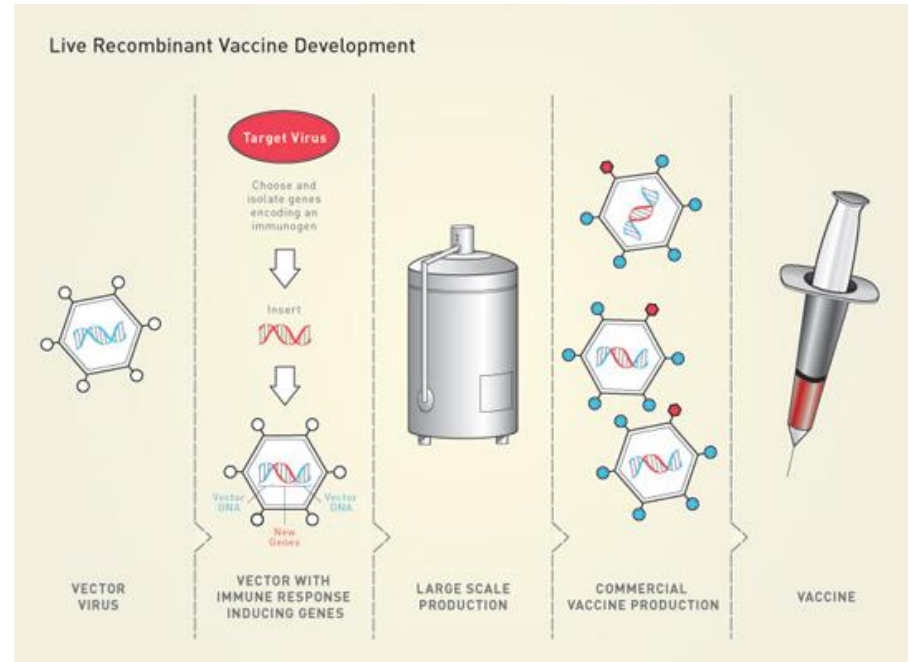 Live Recombinant Vaccine Development
Target Virus
Choose and
isolate genes
encoding an
immunogen
Insert
Vector
DNA
Vector
DNA
New
Genes
VECTOR
VIRUS
VECTOR WITH
IMMUNE RESPONSE
INDUCING GENES
LARGE SCALE
PRODUCTION
COMMERCIAL
VACCINE PRODUCTION
VACCINE